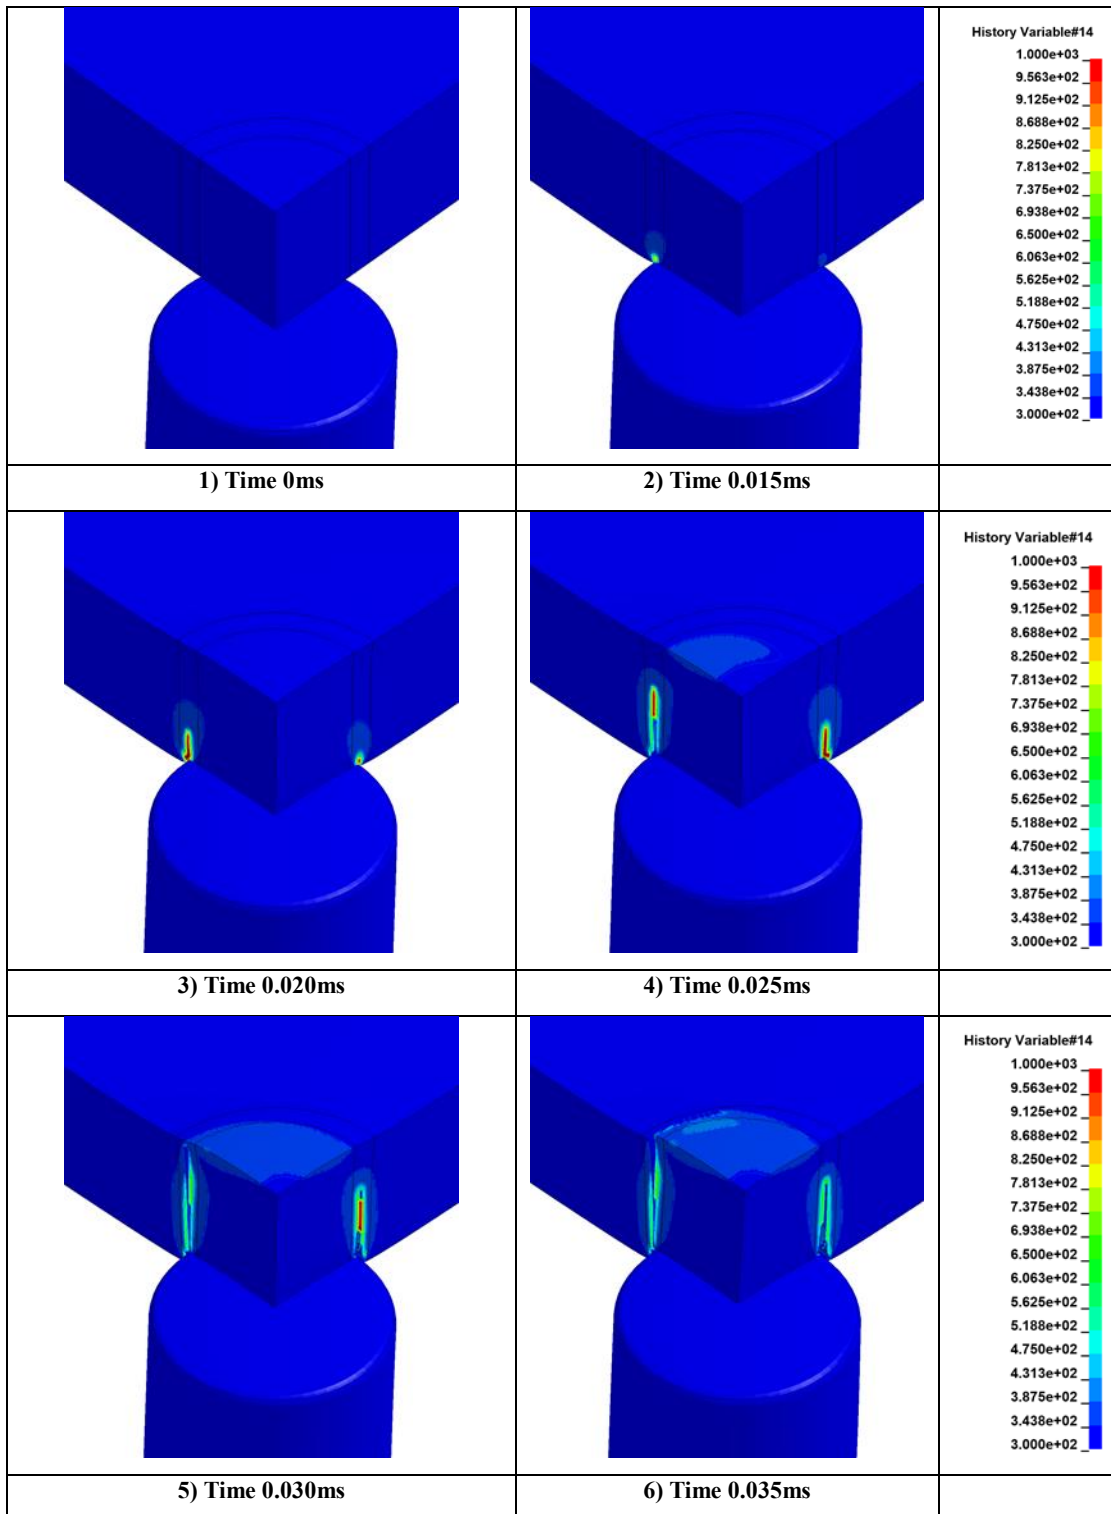 History Variable#14
1.000e+03
9.563e+02
9.125e+02
8.688e+02
8.250e+02
7.813e+02
7.375e+02
6.938e+02
6.500e+02
6.063e+02
5.625e+02
5.188e+02
4.750e+02
4.313e+02
3.875e+02
3.438e+02
3.000e+02
1) Time 0ms
2) Time 0.015ms
History Variable#14
1.000e+03
9.563e+02
9.125e+02
8.688e+02
8.250e+02
7.813e+02
7.375e+02
6.938e+02
6.500e+02
6.063e+02
5.625e+02
5.188e+02
4.750e+02
4.313e+02
3.875e+02
3.438e+02
3.000e+02
3) Time 0.020ms
4) Time 0.025ms
History Variable#14
1.000e+03
9.563e+02
9.125e+02
8.688e+02
8.250e+02
7.813e+02
7.375e+02
6.938e+02
6.500e+02
6.063e+02
5.625e+02
5.188e+02
4.750e+02
4.313e+02
3.875e+02
3.438e+02
3.000e+02
5) Time 0.030ms
6) Time 0.035ms